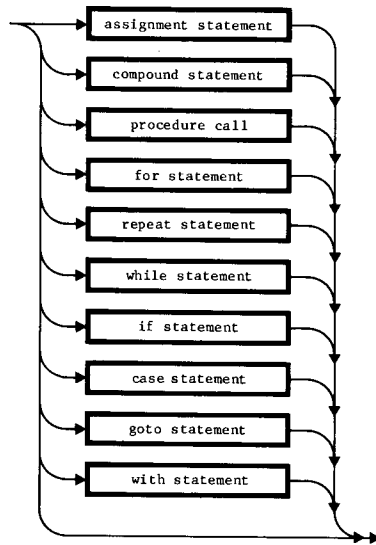 assignment statement
compound statement
procedure call
for statement
repeat statement
while statement
if statement
case statement
goto statement
with statement